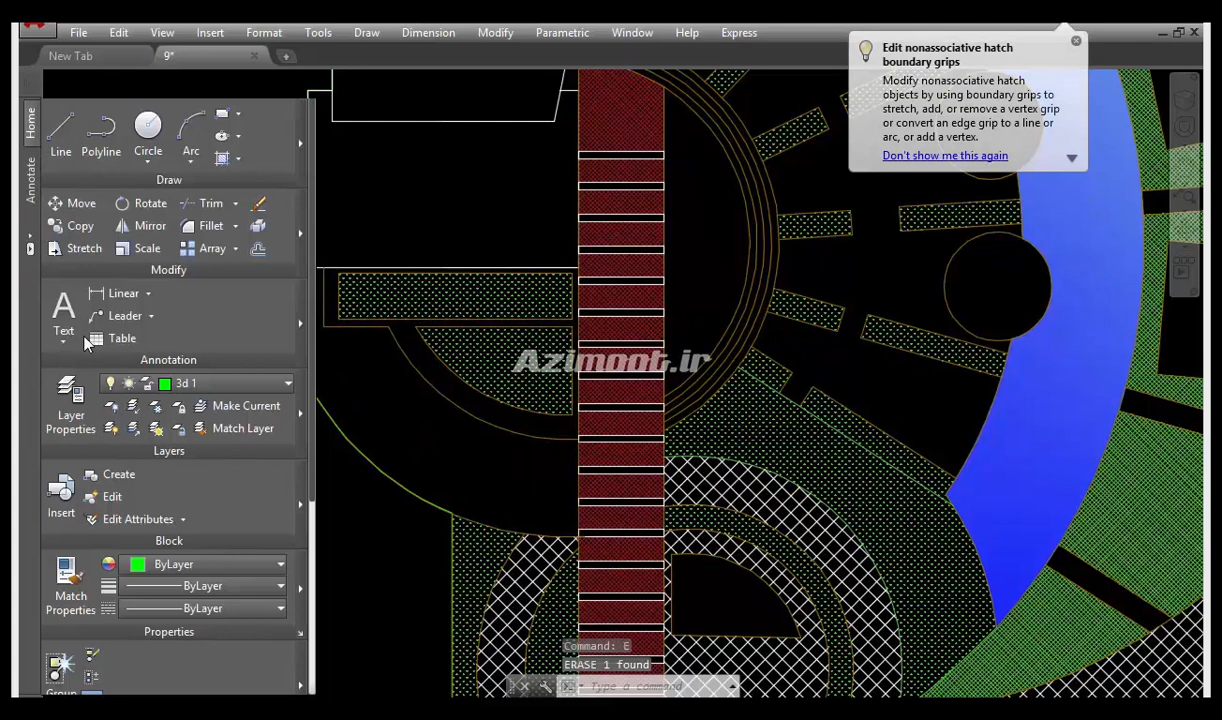 File Edit View Insert Format Tools Draw Dimension Modify Parametric Window Help Express
New Tab 9*
Edit nonassociative hatch
boundary grips
Modify nonassociative hatch
objects by using boundary grips to
stretch, add, or remove a vertex grip
or convert an edge grip to a line or
arc, or add a vertex.
Don't show me this again
Home
Annotate
Line Polyline Circle Arc
Draw
Move Rotate Trim
Copy Mirror Fillet
Stretch Scale Array
Modify
Linear
Leader
Text
Table
Annotation
3d 1
Make Current
Layer
Properties
Match Layer
Layers
Create
Edit
Insert
Edit Attributes
Block
ByLayer
ByLayer
Match
Properties
ByLayer
Properties
Group
Azimoot.ir
Command: E
ERASE 1 found
Type a command